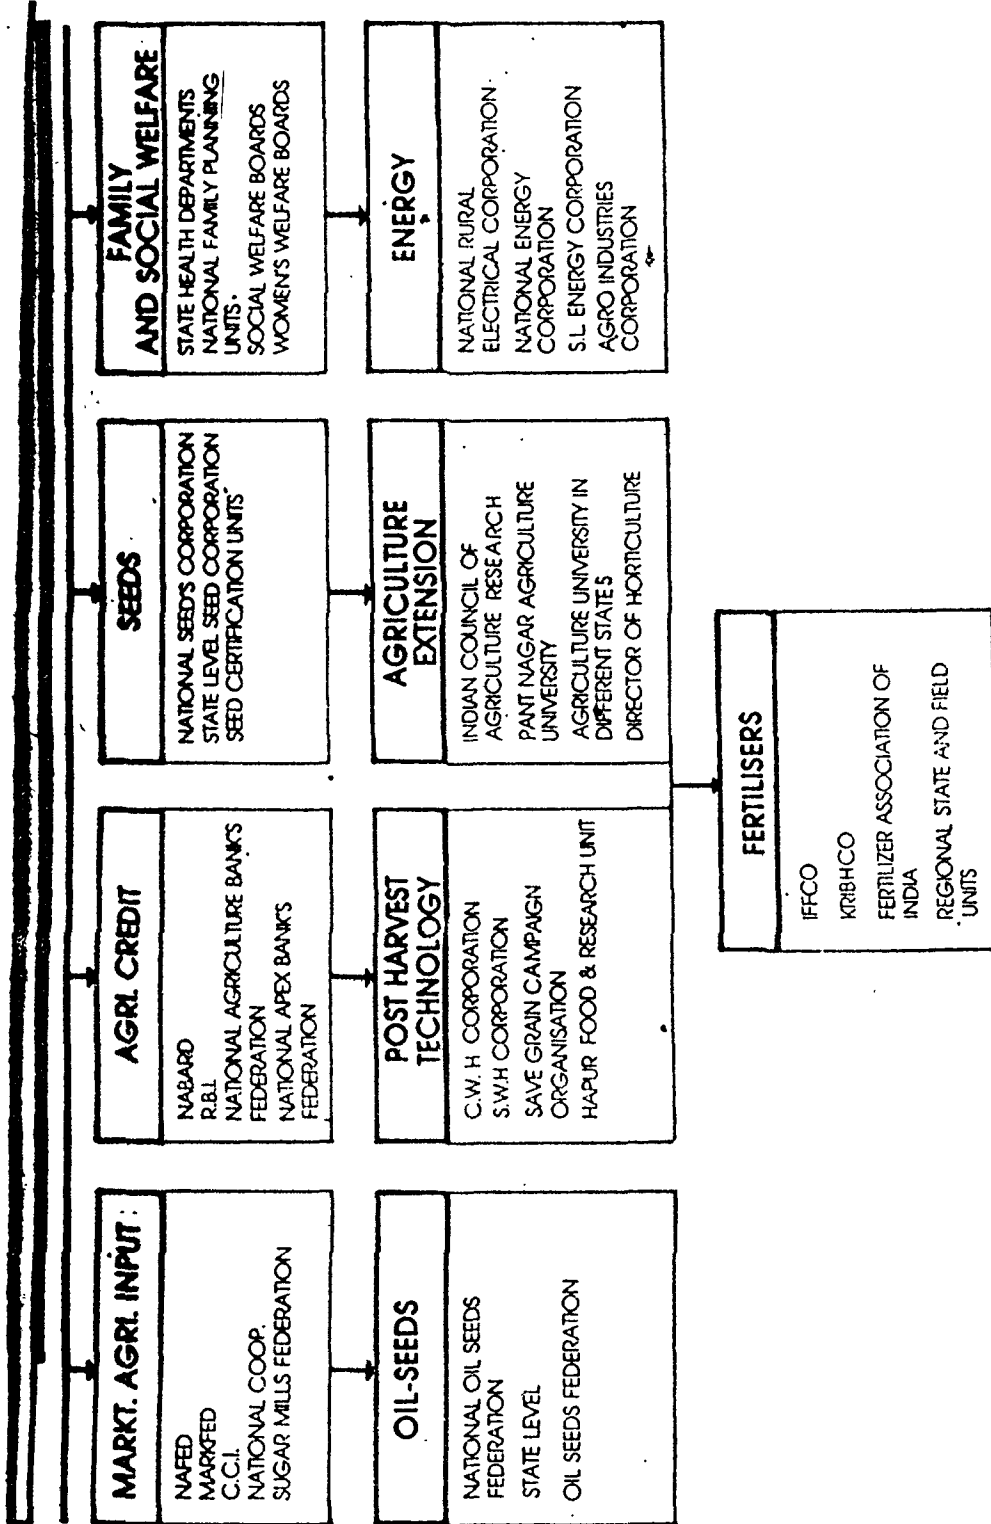 MARKT. AGRI. INPUT :
NAFED
MARKFED
C.C.I.
NATIONAL COOP.
SUGAR MILLS FEDERATION
AGRI. CREDIT
NABARD
R.B.I.
NATIONAL AGRICULTURE BANK'S
FEDERATION
NATIONAL APEX BANK'S
FEDERATION
SEEDS
NATIONAL SEED'S CORPORATION
STATE LEVEL SEED CORPORATION
SEED CERTIFICATION UNITS
FAMILY
AND SOCIAL WELFARE
STATE HEALTH DEPARTMENTS
NATIONAL FAMILY PLANNING
UNITS.
SOCIAL WELFARE BOARDS
WOMEN'S WELFARE BOARDS
OIL-SEEDS
NATIONAL OIL SEEDS
FEDERATION
STATE LEVEL
OIL SEEDS FEDERATION
POST HARVEST
TECHNOLOGY
C.W. H CORPORATION
S.W.H CORPORATION
SAVE GRAIN CAMPAIGN
ORGANISATION
HAPUR FOOD & RESEARCH UNIT
AGRICULTURE
EXTENSION
INDIAN COUNCIL OF
AGRICULTURE RESEARCH
PANT NAGAR AGRICULTURE
UNIVERSITY
AGRICULTURE UNIVERSITY IN
DIFFERENT STATES
DIRECTOR OF HORTICULTURE
ENERGY
NATIONAL RURAL
ELECTRICAL CORPORATION
NATIONAL ENERGY
CORPORATION
S.L. ENERGY CORPORATION
AGRO INDUSTRIES
CORPORATION
FERTILISERS
IFFCO
KRIBHCO
FERTILIZER ASSOCIATION OF
INDIA
REGIONAL STATE AND FIELD
UNITS